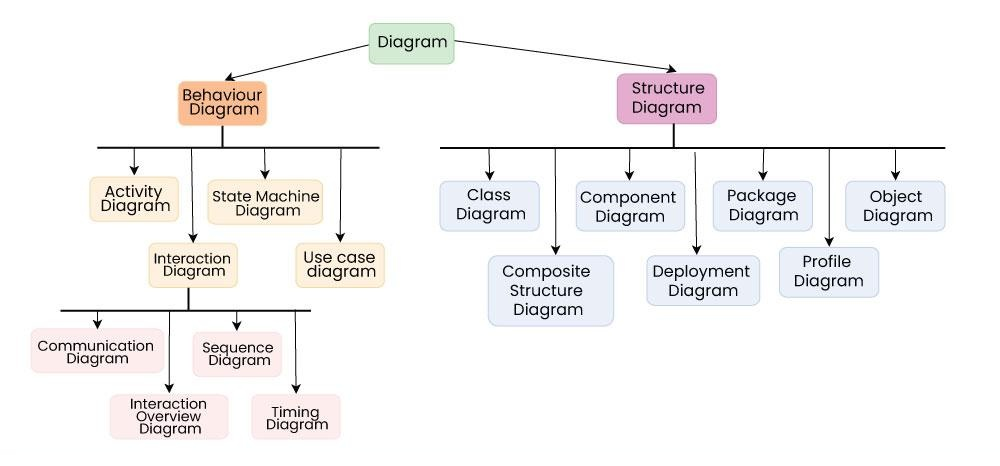 Diagram
Behaviour
Diagram
Structure
Diagram
Activity
Diagram
State Machine
Diagram
Interaction
Diagram
Use case
diagram
Class
Diagram
Component
Diagram
Package
Diagram
Object
Diagram
Composite
Structure
Diagram
Deployment
Diagram
Profile
Diagram
Communication
Diagram
Sequence
Diagram
Interaction
Overview
Diagram
Timing
Diagram